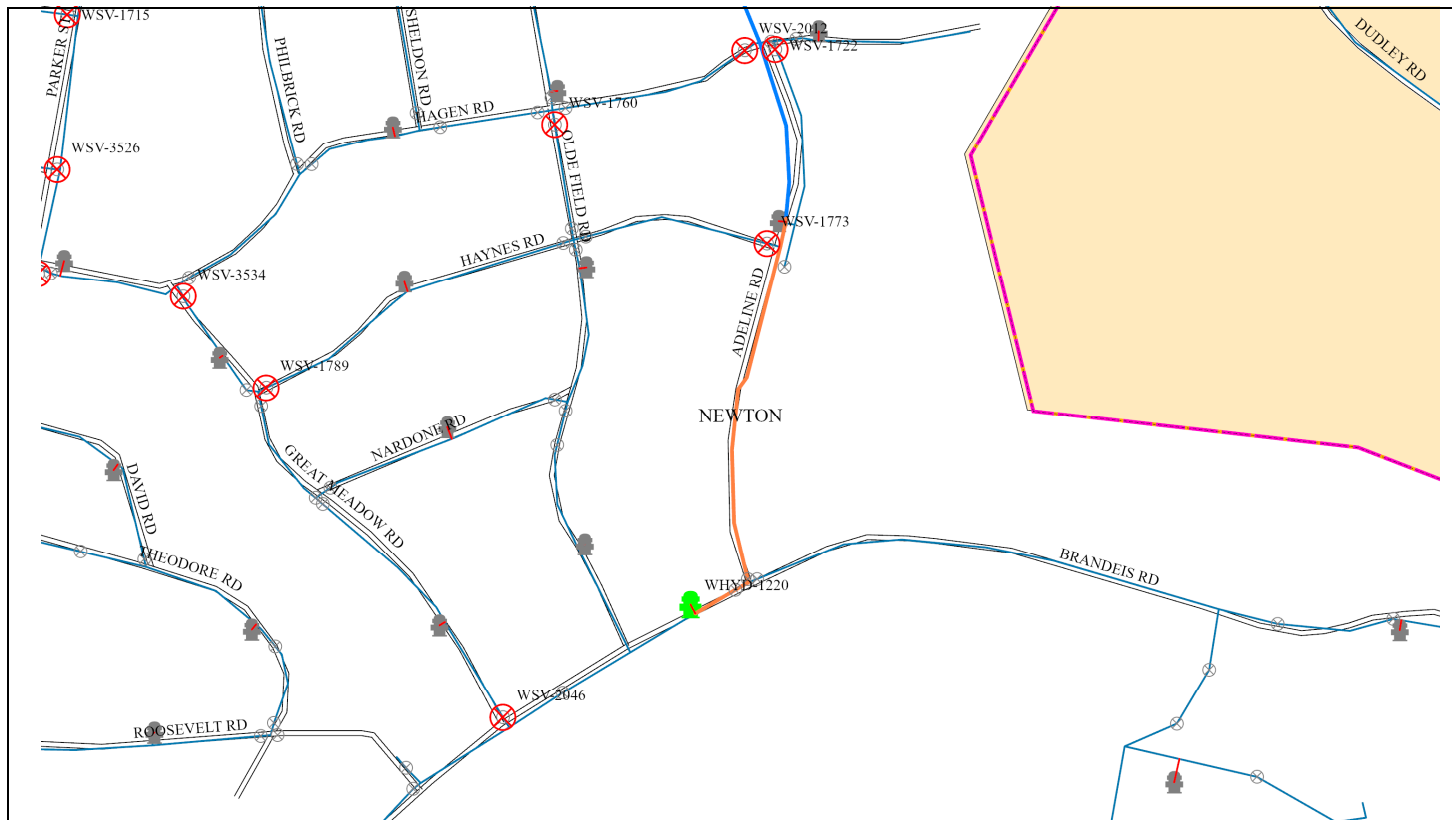 WSV-1715
WSV-2012
WSV-1722
DUDLEY RD
PARKER ST
PHILBRICK RD
SHELDON RD
HAGEN RD
WSV-1760
WSV-3526
OLDE FIELD RD
WSV-1773
HAYNES RD
WSV-3534
ADELINE RD
WSV-1789
NEWTON
NARDONE RD
GREAT MEADOW RD
DAVID RD
THEODORE RD
BRANDEIS RD
WHYD-1220
WSV-2046
ROOSEVELT RD